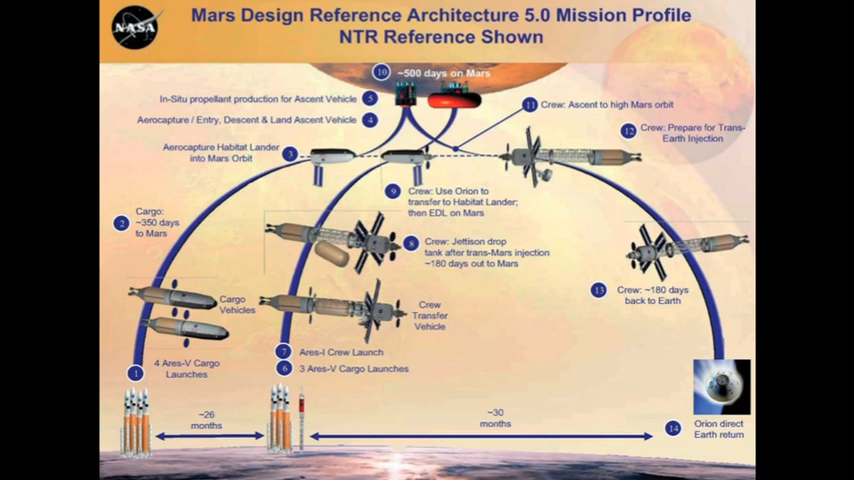 NASA
Mars Design Reference Architecture 5.0 Mission Profile
NTR Reference Shown
10
~500 days on Mars
In-Situ propellant production for Ascent Vehicle
5
Aerocapture / Entry, Descent & Land Ascent Vehicle
4
11
Crew: Ascent to high Mars orbit
12
Crew: Prepare for Trans-
Earth Injection
Aerocapture Habitat Lander
into Mars Orbit
3
9
Crew: Use Orion to
transfer to Habitat Lander;
then EDL on Mars
2
Cargo:
~350 days
to Mars
8
Crew: Jettison drop
tank after trans-Mars injection
~180 days out to Mars
13
Crew: ~180 days
back to Earth
Cargo
Vehicles
Crew
Transfer
Vehicle
7
Ares-I Crew Launch
6
3 Ares-V Cargo Launches
1
4 Ares-V Cargo
Launches
~26
months
~30
months
14
Orion direct
Earth return